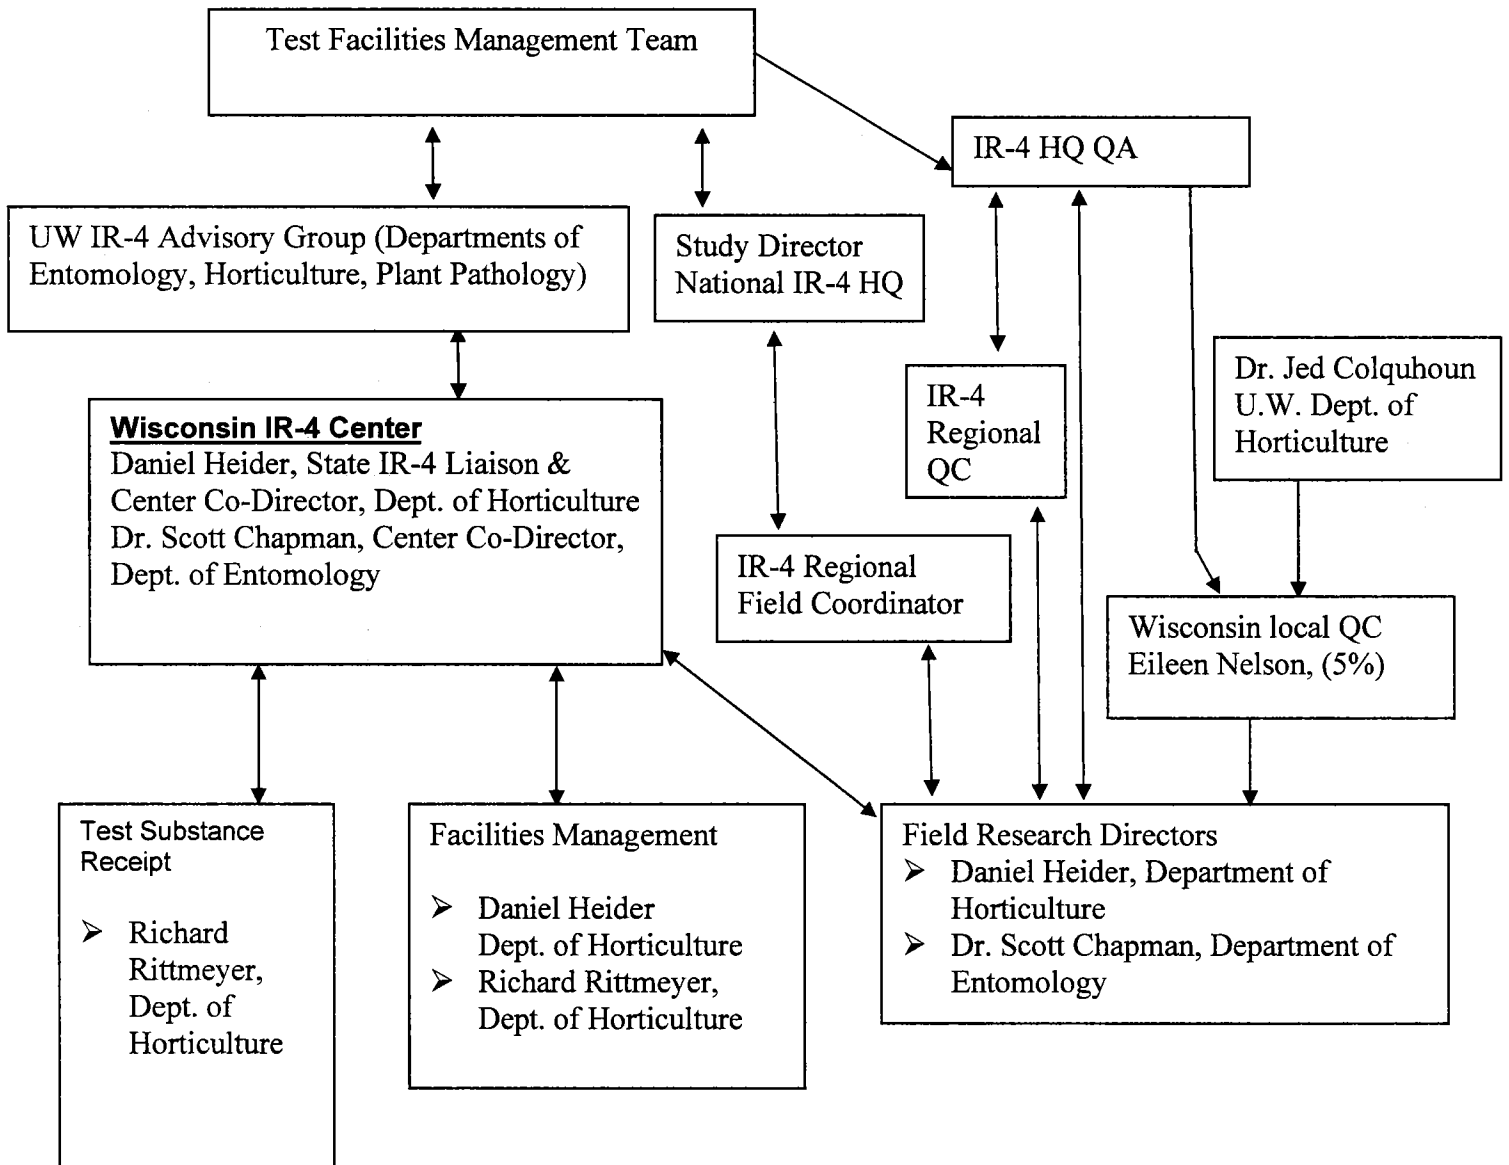 Test Facilities Management Team
IR-4 HQ QA
UW IR-4 Advisory Group (Departments of
Entomology, Horticulture, Plant Pathology)
Study Director
National IR-4 HQ
Dr. Jed Colquhoun
U.W. Dept. of
Horticulture
IR-4
Regional
QC
Wisconsin IR-4 Center
Daniel Heider, State IR-4 Liaison &
Center Co-Director, Dept. of Horticulture
Dr. Scott Chapman, Center Co-Director,
Dept. of Entomology
IR-4 Regional
Field Coordinator
Wisconsin local QC
Eileen Nelson, (5%)
Test Substance
Receipt
➢ Richard
Rittmeyer,
Dept. of
Horticulture
Facilities Management
➢ Daniel Heider
Dept. of Horticulture
➢ Richard Rittmeyer,
Dept. of Horticulture
Field Research Directors
➢ Daniel Heider, Department of
Horticulture
➢ Dr. Scott Chapman, Department of
Entomology